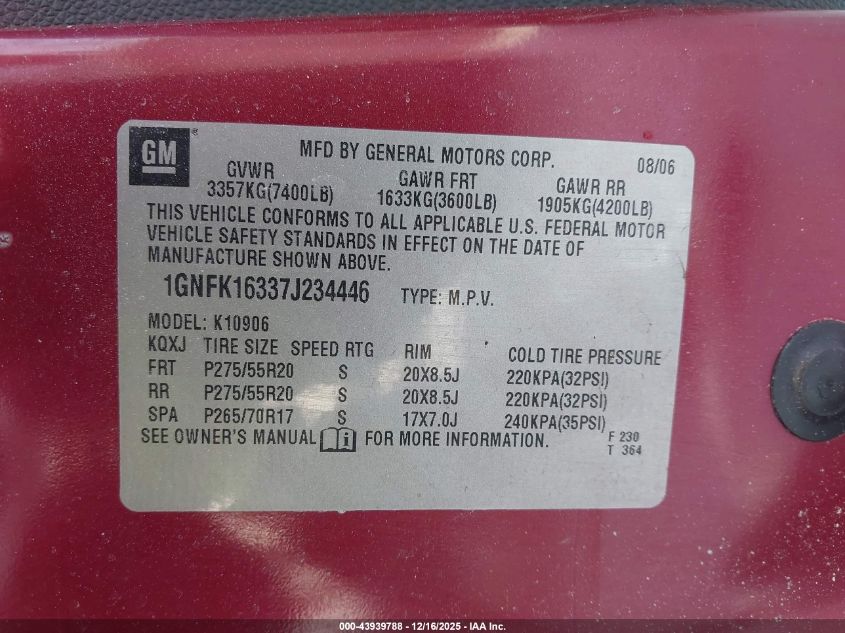 GM
MFD BY GENERAL MOTORS CORP. 08/06
GVWR GAWR FRT GAWR RR
3357KG(7400LB) 1633KG(3600LB) 1905KG(4200LB)
THIS VEHICLE CONFORMS TO ALL APPLICABLE U.S. FEDERAL MOTOR
VEHICLE SAFETY STANDARDS IN EFFECT ON THE DATE OF
MANUFACTURE SHOWN ABOVE.
1GNFK16337J234446 TYPE: M.P.V.
MODEL: K10906
KQXJ TIRE SIZE SPEED RTG RIM COLD TIRE PRESSURE
FRT P275/55R20 S 20X8.5J 220KPA(32PSI)
RR P275/55R20 S 20X8.5J 220KPA(32PSI)
SPA P265/70R17 S 17X7.0J 240KPA(35PSI)
SEE OWNER'S MANUAL i FOR MORE INFORMATION. F 230
T 364
000-43939788 - 12/16/2025 - IAA Inc.